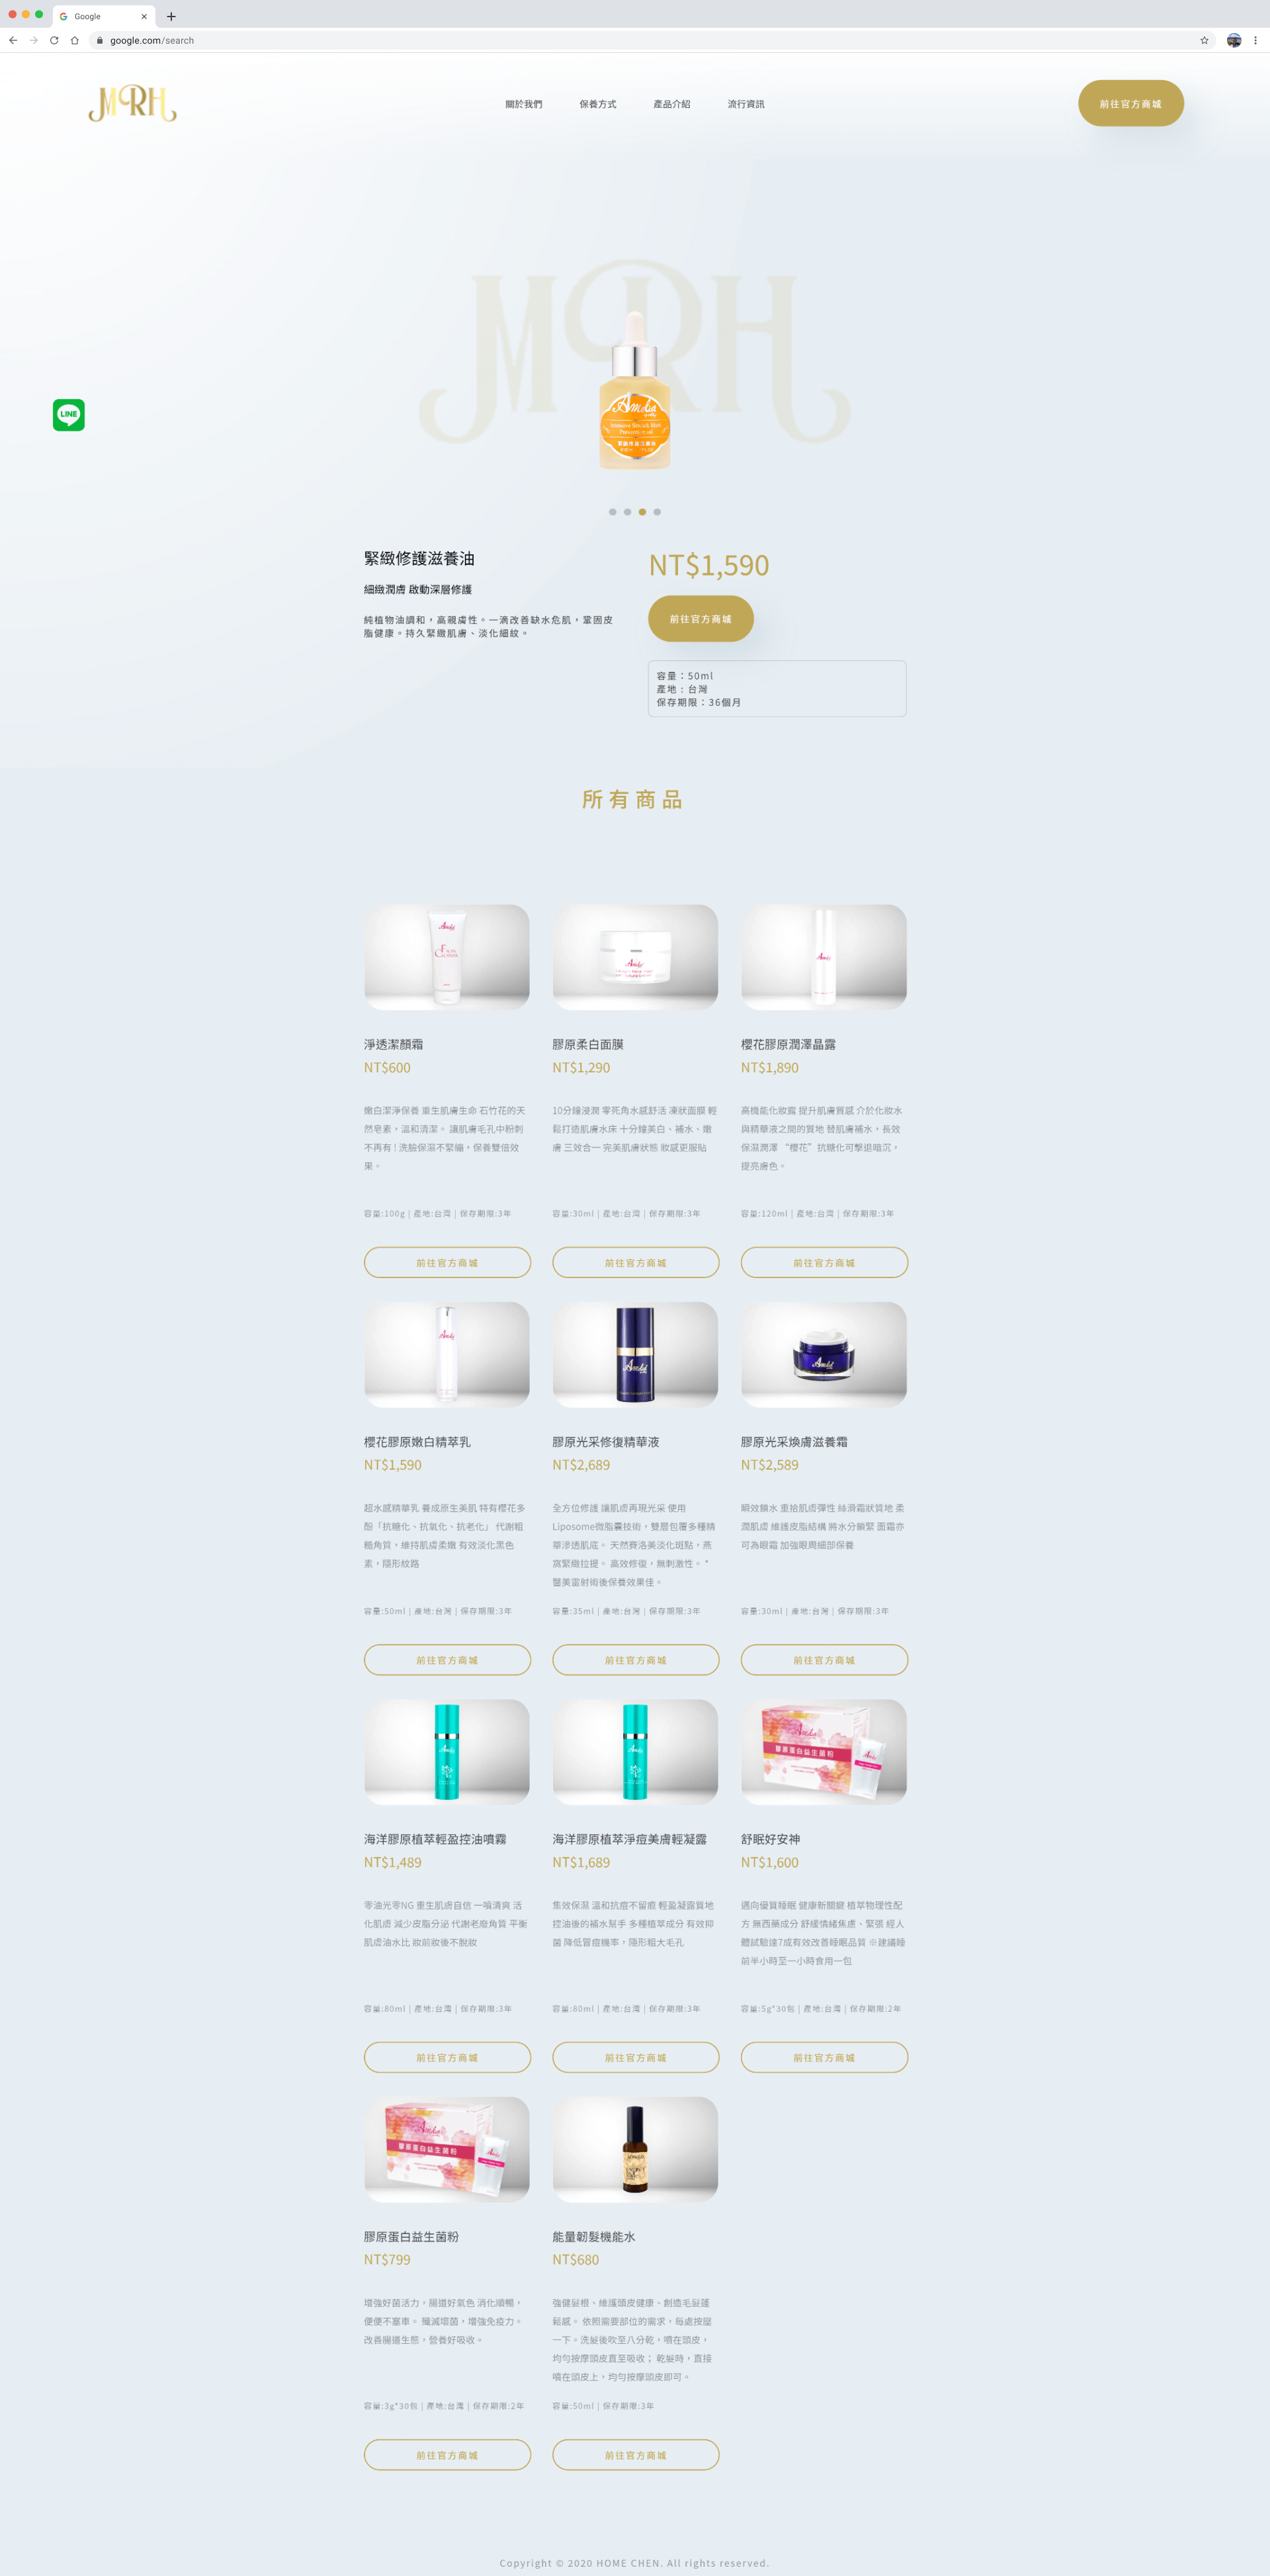 Google
google.com/search
MRH
關於我們
保養方式
產品介紹
流行資訊
前往官方商城
MRH
LINE
Amelia
緊緻修護滋養油
細緻潤膚 啟動深層修護
純植物油調和，高親膚性。一滴改善缺水危肌，鞏固皮
脂健康。持久緊緻肌膚、淡化細紋。
NT$1,590
前往官方商城
容量：50ml
產地：台灣
保存期限：36個月
所有商品
淨透潔顏霜
NT$600
嫩白潔淨保養 重生肌膚生命 石竹花的天
然皂素，溫和清潔。 讓肌膚毛孔中粉刺
不再有！洗臉保濕不緊繃，保養雙倍效
果。
容量:100g | 產地:台灣 | 保存期限:3年
前往官方商城
膠原柔白面膜
NT$1,290
10分鐘浸潤 零死角水感舒活 凍狀面膜 輕
鬆打造肌膚水床 十分鐘美白、補水、嫩
膚 三效合一 完美肌膚狀態 妝感更服貼
容量:30ml | 產地:台灣 | 保存期限:3年
前往官方商城
櫻花膠原潤澤晶露
NT$1,890
高機能化妝露 提升肌膚質感 介於化妝水
與精華液之間的質地 替肌膚補水，長效
保濕潤澤 “櫻花”抗糖化可擊退暗沉，
提亮膚色。
容量:120ml | 產地:台灣 | 保存期限:3年
前往官方商城
櫻花膠原嫩白精萃乳
NT$1,590
超水感精華乳 養成原生美肌 特有櫻花多
酚「抗糖化、抗氧化、抗老化」 代謝粗
糙角質，維持肌膚柔嫩 有效淡化黑色
素，隱形紋路
容量:50ml | 產地:台灣 | 保存期限:3年
前往官方商城
膠原光采修復精華液
NT$2,689
全方位修護 讓肌膚再現光采 使用
Liposome微脂囊技術，雙層包覆多種精
華滲透肌底。 天然賽洛美淡化斑點，燕
窩緊緻拉提。 高效修復，無刺激性。 *
醫美雷射術後保養效果佳。
容量:35ml | 產地:台灣 | 保存期限:3年
前往官方商城
膠原光采煥膚滋養霜
NT$2,589
瞬效鎖水 重拾肌膚彈性 絲滑霜狀質地 柔
潤肌膚 維護皮脂結構 將水分鎖緊 面霜亦
可為眼霜 加強眼周細部保養
容量:30ml | 產地:台灣 | 保存期限:3年
前往官方商城
海洋膠原植萃輕盈控油噴霧
NT$1,489
零油光零NG 重生肌膚自信 一噴清爽 活
化肌膚 減少皮脂分泌 代謝老廢角質 平衡
肌膚油水比 妝前妝後不脫妝
容量:80ml | 產地:台灣 | 保存期限:3年
前往官方商城
海洋膠原植萃淨痘美膚輕凝露
NT$1,689
集效保濕 溫和抗痘不留痕 輕盈凝露質地
控油後的補水幫手 多種植萃成分 有效抑
菌 降低冒痘機率，隱形粗大毛孔
容量:80ml | 產地:台灣 | 保存期限:3年
前往官方商城
膠原蛋白益生菌粉
舒眠好安神
NT$1,600
邁向優質睡眠 健康新關鍵 植萃物理性配
方 無西藥成分 舒緩情緒焦慮、緊張 經人
體試驗達7成有效改善睡眠品質 ※建議睡
前半小時至一小時食用一包
容量:5g*30包 | 產地:台灣 | 保存期限:2年
前往官方商城
膠原蛋白益生菌粉
膠原蛋白益生菌粉
NT$799
增強好菌活力，腸道好氣色 消化順暢，
便便不塞車。 殲滅壞菌，增強免疫力。
改善腸道生態，營養好吸收。
容量:3g*30包 | 產地:台灣 | 保存期限:2年
前往官方商城
能量韌髮機能水
NT$680
強健髮根、維護頭皮健康、創造毛髮蓬
鬆感。 依照需要部位的需求，每處按壓
一下。洗髮後吹至八分乾，噴在頭皮，
均勻按摩頭皮直至吸收； 乾髮時，直接
噴在頭皮上，均勻按摩頭皮即可。
容量:50ml | 保存期限:3年
前往官方商城
Copyright © 2020 HOME CHEN. All rights reserved.